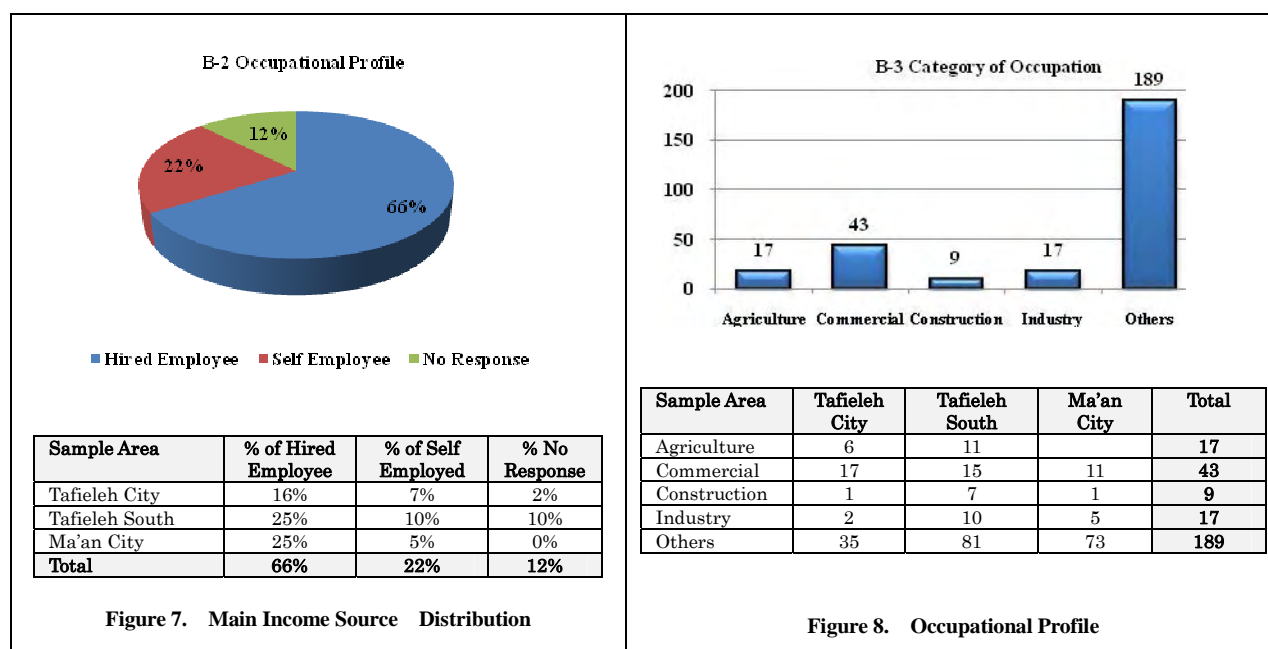 B-2 Occupational Profile
12%
22%
66%
Hired Employee Self Employee No Response
Sample Area % of Hired Employee % of Self Employed % No Response
Tafieleh City 16% 7% 2%
Tafieleh South 25% 10% 10%
Ma'an City 25% 5% 0%
Total 66% 22% 12%
Figure 7. Main Income Source Distribution
B-3 Category of Occupation
200
150
100
50
0
17 43 9 17 189
Agriculture Commercial Construction Industry Others
Sample Area Tafieleh City Tafieleh South Ma'an City Total
Agriculture 6 11 17
Commercial 17 15 11 43
Construction 1 7 1 9
Industry 2 10 5 17
Others 35 81 73 189
Figure 8. Occupational Profile